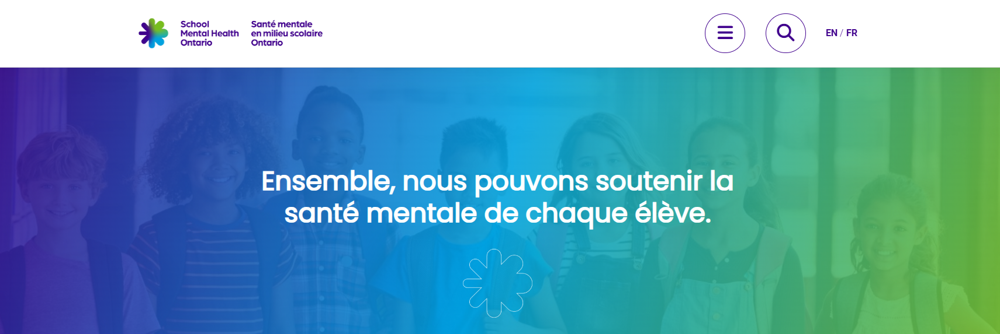 School
Mental Health
Ontario
Santé mentale
en milieu scolaire
Ontario
EN / FR
Ensemble, nous pouvons soutenir la
santé mentale de chaque élève.